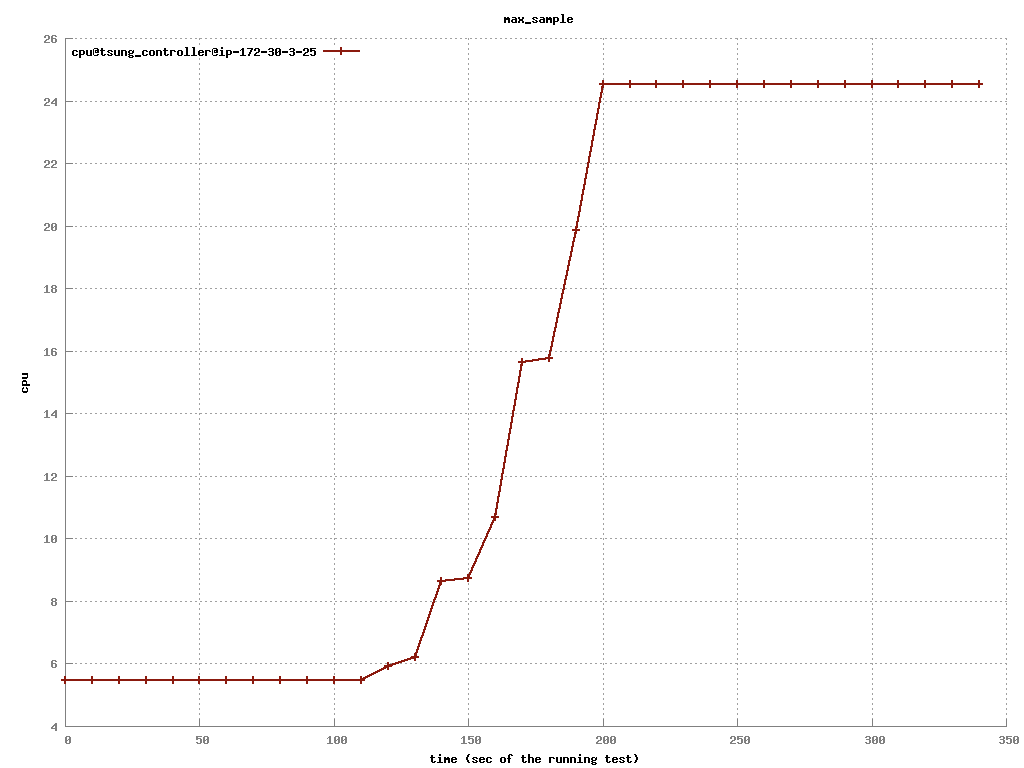 max_sample
cpu@tsung_controller@ip-172-30-3-25
26
24
22
20
18
16
14
12
10
8
6
4
cpu
0 50 100 150 200 250 300 350
time (sec of the running test)